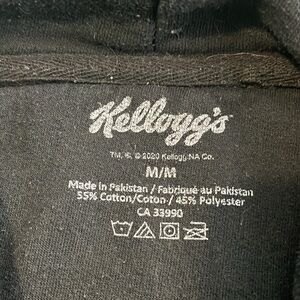 Kellogg's
TM, ®, © 2020 Kellogg NA Co.
M/M
Made in Pakistan / Fabriqué au Pakistan
55% Cotton/Coton / 45% Polyester
CA 33990